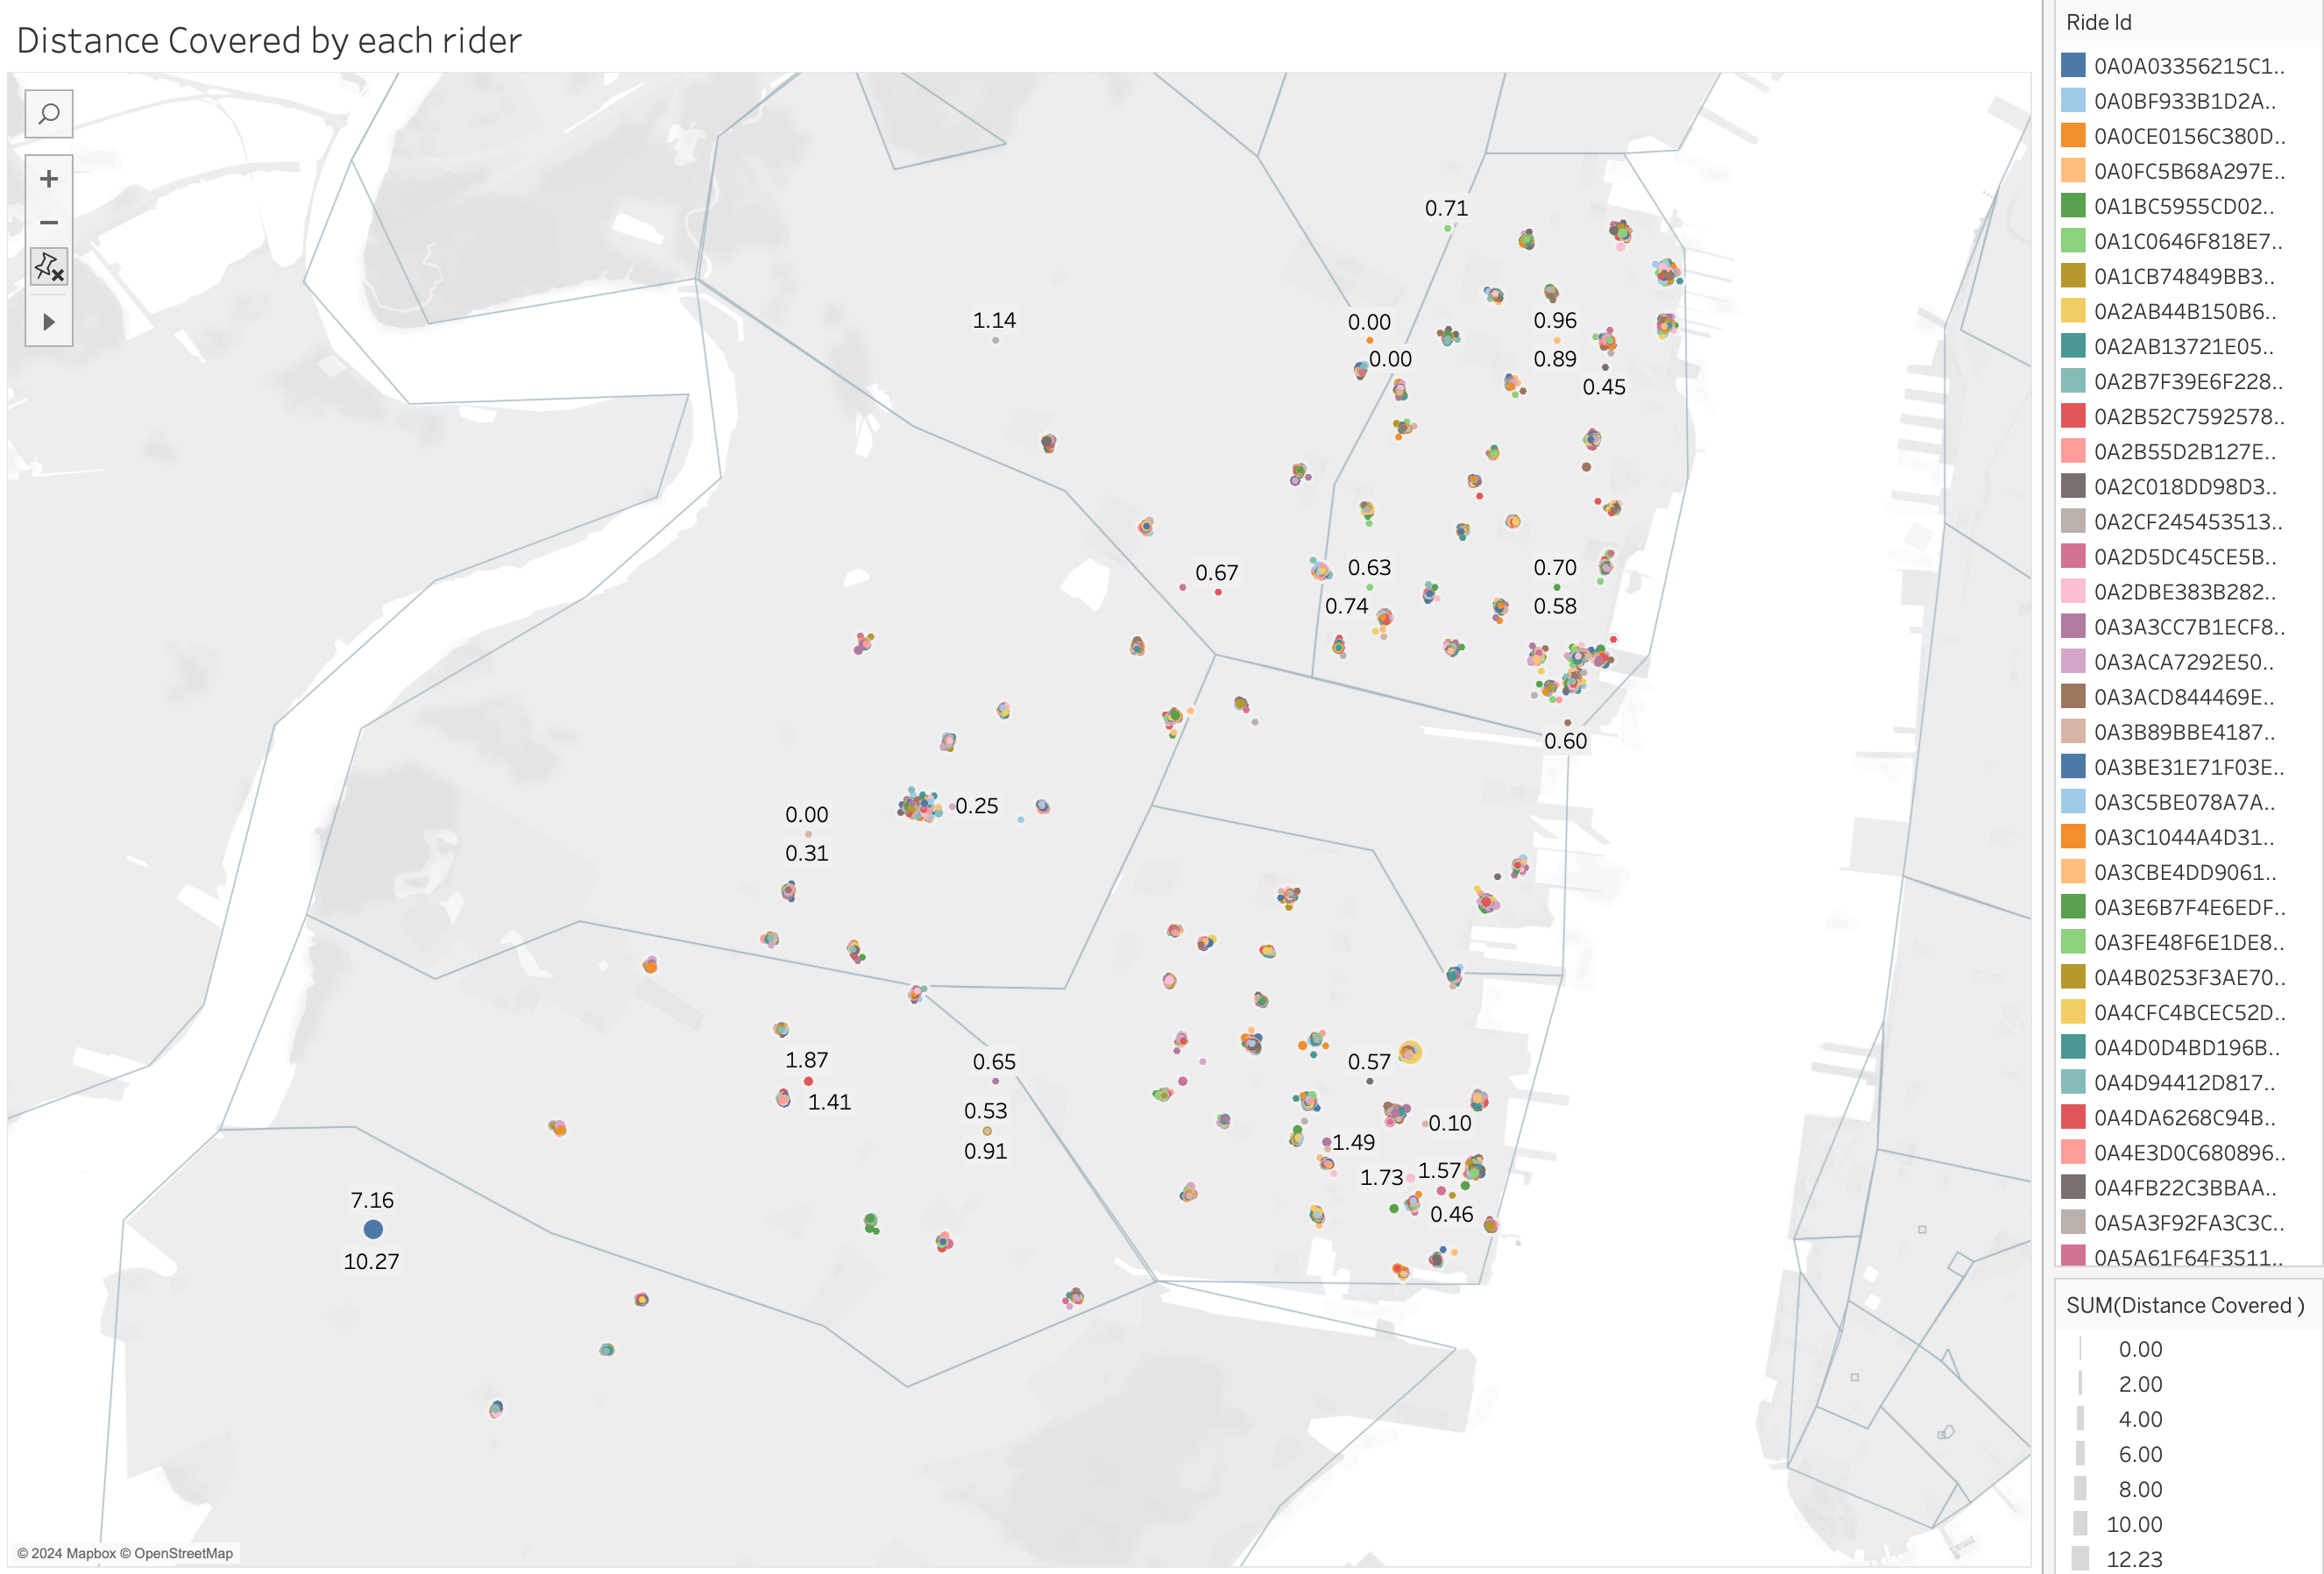 Distance Covered by each rider
0.71
1.14
0.00
0.96
0.00
0.89
0.45
0.67
0.63
0.70
0.74
0.58
0.60
0.00
0.25
0.31
1.87
0.65
0.57
1.41
0.53
0.10
0.91
1.49
1.73
1.57
7.16
0.46
10.27
© 2024 Mapbox © OpenStreetMap
Ride Id
0A0A03356215C1..
0A0BF933B1D2A..
0A0CE0156C380D..
0A0FC5B68A297E..
0A1BC5955CD02..
0A1C0646F818E7..
0A1CB74849BB3..
0A2AB44B150B6..
0A2AB13721E05..
0A2B7F39E6F228..
0A2B52C7592578..
0A2B55D2B127E..
0A2C018DD98D3..
0A2CF245453513..
0A2D5DC45CE5B..
0A2DBE383B282..
0A3A3CC7B1ECF8..
0A3ACA7292E50..
0A3ACD844469E..
0A3B89BBE4187..
0A3BE31E71F03E..
0A3C5BE078A7A..
0A3C1044A4D31..
0A3CBE4DD9061..
0A3E6B7F4E6EDF..
0A3FE48F6E1DE8..
0A4B0253F3AE70..
0A4CFC4BCEC52D..
0A4D0D4BD196B..
0A4D94412D817..
0A4DA6268C94B..
0A4E3D0C680896..
0A4FB22C3BBAA..
0A5A3F92FA3C3C..
0A5A61F64F3511..
SUM(Distance Covered )
0.00
2.00
4.00
6.00
8.00
10.00
12.23